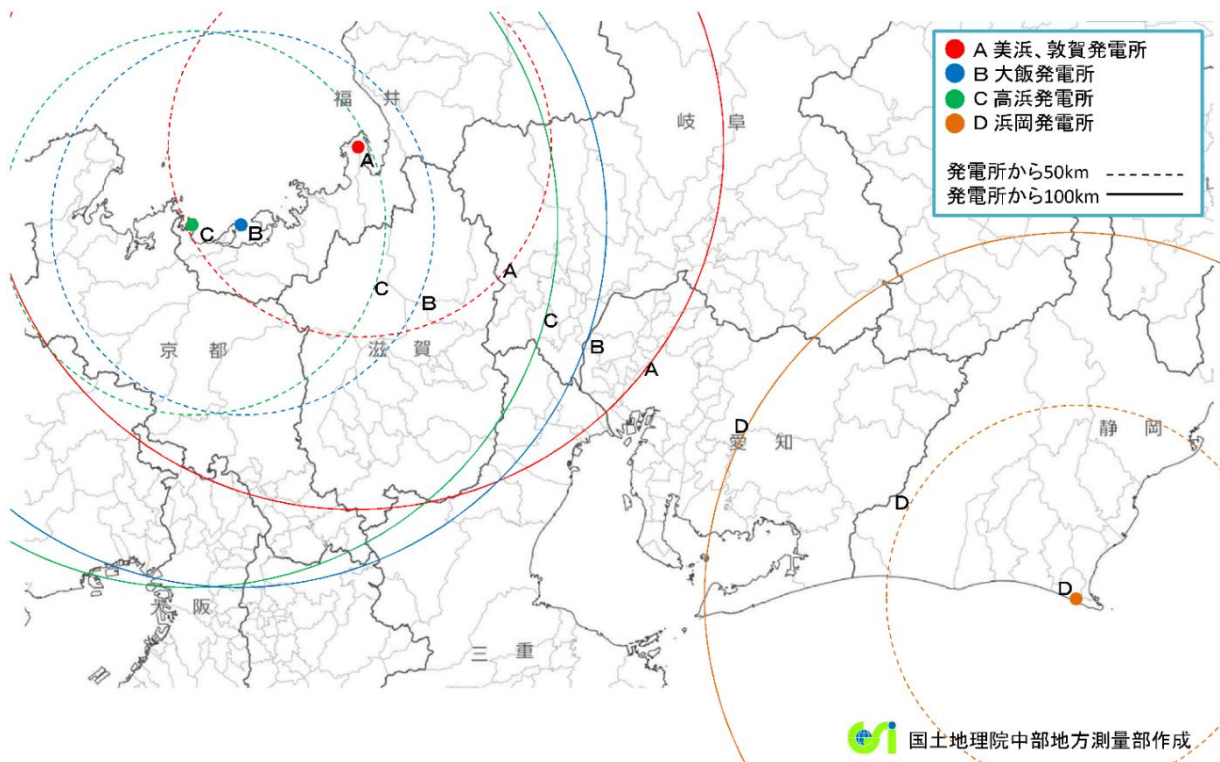 A 美浜、敦賀発電所
B 大飯発電所
C 高浜発電所
D 浜岡発電所
発電所から50km
発電所から100km
福井
岐阜
A
C
B
A
C
B
C
B
A
京都
滋賀
D
愛知
静岡
D
D
大阪
三重
国土地理院中部地方測量部作成